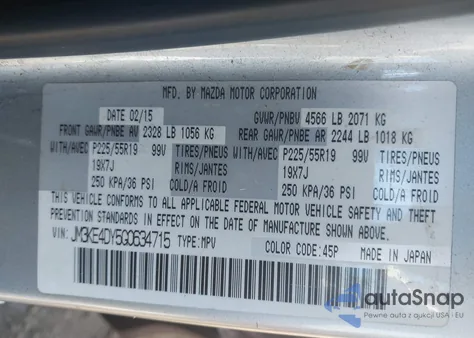 MFD. BY MAZDA MOTOR CORPORATION
DATE 02/15 GVWR/PNBV 4566 LB 2071 KG
FRONT GAWR/PNBE AV 2328 LB 1056 KG REAR GAWR/PNBE AR 2244 LB 1018 KG
WITH/AVEC P225/55R19 99V TIRES/PNEUS WITH/AVEC P225/55R19 99V TIRES/PNEUS
19X7J RIMS/JANTES 19X7J RIMS/JANTES
250 KPA/36 PSI COLD/A FROID 250 KPA/36 PSI COLD/A FROID
THIS VEHICLE CONFORMS TO ALL APPLICABLE FEDERAL MOTOR VEHICLE SAFETY, BUMPER, AND THEFT
PREVENTION STANDARDS IN EFFECT ON THE DATE OF MANUFACTURE SHOWN ABOVE.
VIN: JM3KE4DY5G0634715 TYPE: MPV COLOR CODE: 45P MADE IN JAPAN
autoSnap
Pewne auta z aukcji USA i EU